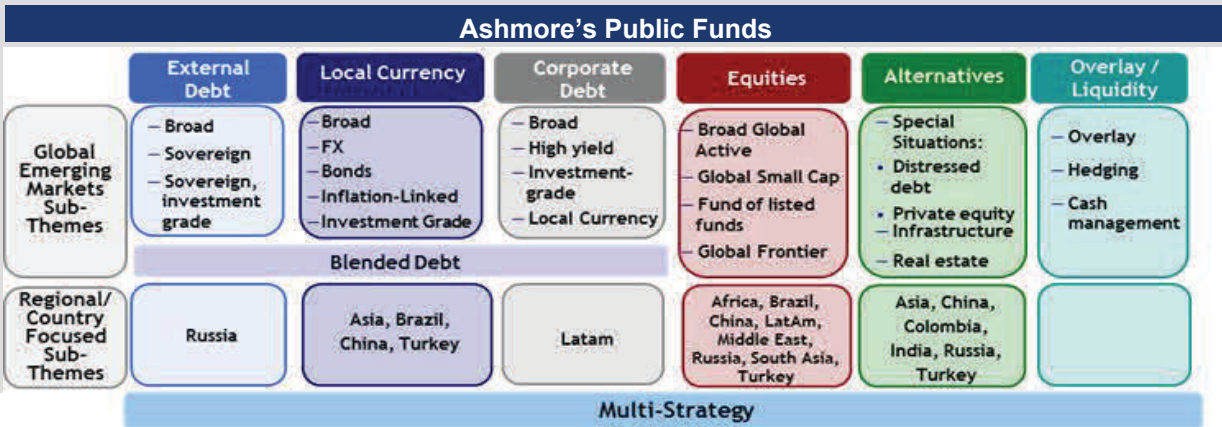 Ashmore's Public Funds
External
Debt
Local Currency
Corporate
Debt
Equities
Alternatives
Overlay /
Liquidity
Global
Emerging
Markets
Sub-
Themes
– Broad
– Sovereign
– Sovereign,
investment
grade
– Broad
– FX
– Bonds
– Inflation-Linked
– Investment Grade
– Broad
– High yield
– Investment-
grade
– Local Currency
Blended Debt
– Broad Global
Active
– Global Small Cap
– Fund of listed
funds
– Global Frontier
– Special
Situations:
• Distressed
debt
• Private equity
– Infrastructure
– Real estate
– Overlay
– Hedging
– Cash
management
Regional/
Country
Focused
Sub-
Themes
Russia
Asia, Brazil,
China, Turkey
Latam
Africa, Brazil,
China, LatAm,
Middle East,
Russia, South Asia,
Turkey
Asia, China,
Colombia,
India, Russia,
Turkey
Multi-Strategy